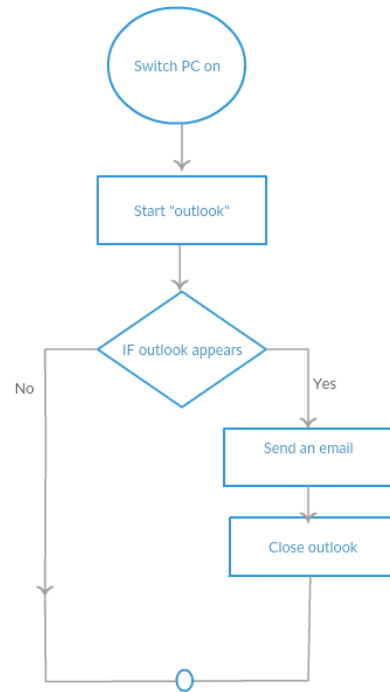 Switch PC on
Start "outlook"
IF outlook appears
No
Yes
Send an email
Close outlook